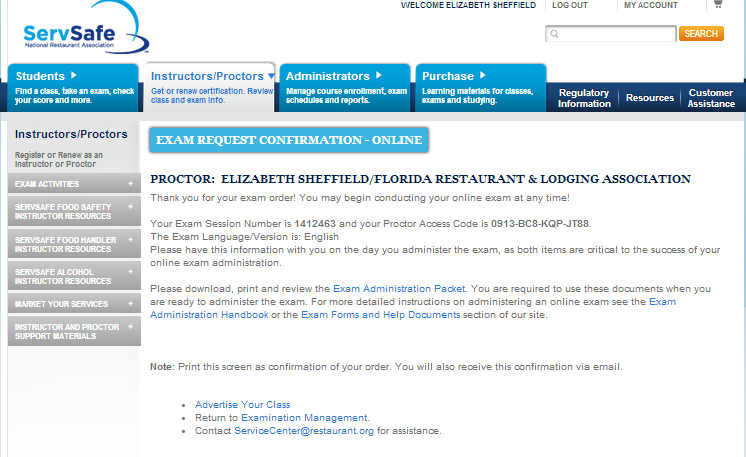 WELCOME ELIZABETH SHEFFIELD LOG OUT MY ACCOUNT
ServSafe
National Restaurant Association
SEARCH
Students
Find a class, take an exam, check
your score and more.
Instructors/Proctors
Get or renew certification. Review
class and exam info.
Administrators
Manage course enrollment, exam
schedules and reports.
Purchase
Learning materials for classes,
exams and studying.
Regulatory
Information
Resources
Customer
Assistance
Instructors/Proctors
Register or Renew as an
Instructor or Proctor
EXAM ACTIVITIES +
SERVSAFE FOOD SAFETY +
INSTRUCTOR RESOURCES
SERVSAFE FOOD HANDLER +
INSTRUCTOR RESOURCES
SERVSAFE ALCOHOL +
INSTRUCTOR RESOURCES
MARKET YOUR SERVICES +
INSTRUCTOR AND PROCTOR +
SUPPORT MATERIALS
EXAM REQUEST CONFIRMATION - ONLINE
PROCTOR: ELIZABETH SHEFFIELD/FLORIDA RESTAURANT & LODGING ASSOCIATION
Thank you for your exam order! You may begin conducting your online exam at any time!
Your Exam Session Number is 1412463 and your Proctor Access Code is 0913-BC8-KQP-JT88.
The Exam Language/Version is: English
Please have this information with you on the day you administer the exam, as both items are critical to the success of your
online exam administration.
Please download, print and review the Exam Administration Packet. You are required to use these documents when you
are ready to administer the exam. For more detailed instructions on administering an online exam see the Exam
Administration Handbook or the Exam Forms and Help Documents section of our site.
Note: Print this screen as confirmation of your order. You will also receive this confirmation via email.
• Advertise Your Class
• Return to Examination Management.
• Contact ServiceCenter@restaurant.org for assistance.